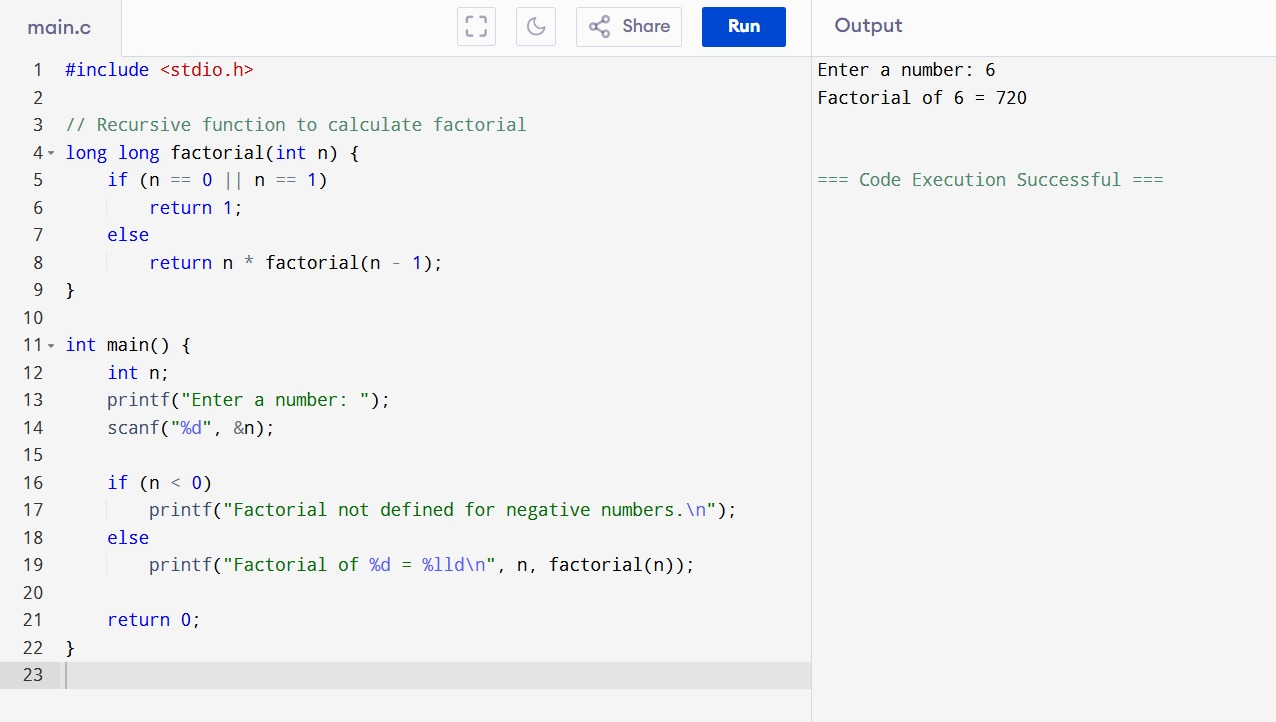 main.c
Share
Run
Output
1 #include <stdio.h>
2
3 // Recursive function to calculate factorial
4 long long factorial(int n) {
5     if (n == 0 || n == 1)
6         return 1;
7     else
8         return n * factorial(n - 1);
9 }
10
11 int main() {
12     int n;
13     printf("Enter a number: ");
14     scanf("%d", &n);
15
16     if (n < 0)
17         printf("Factorial not defined for negative numbers.\n");
18     else
19         printf("Factorial of %d = %lld\n", n, factorial(n));
20
21     return 0;
22 }
23
Enter a number: 6
Factorial of 6 = 720
=== Code Execution Successful ===